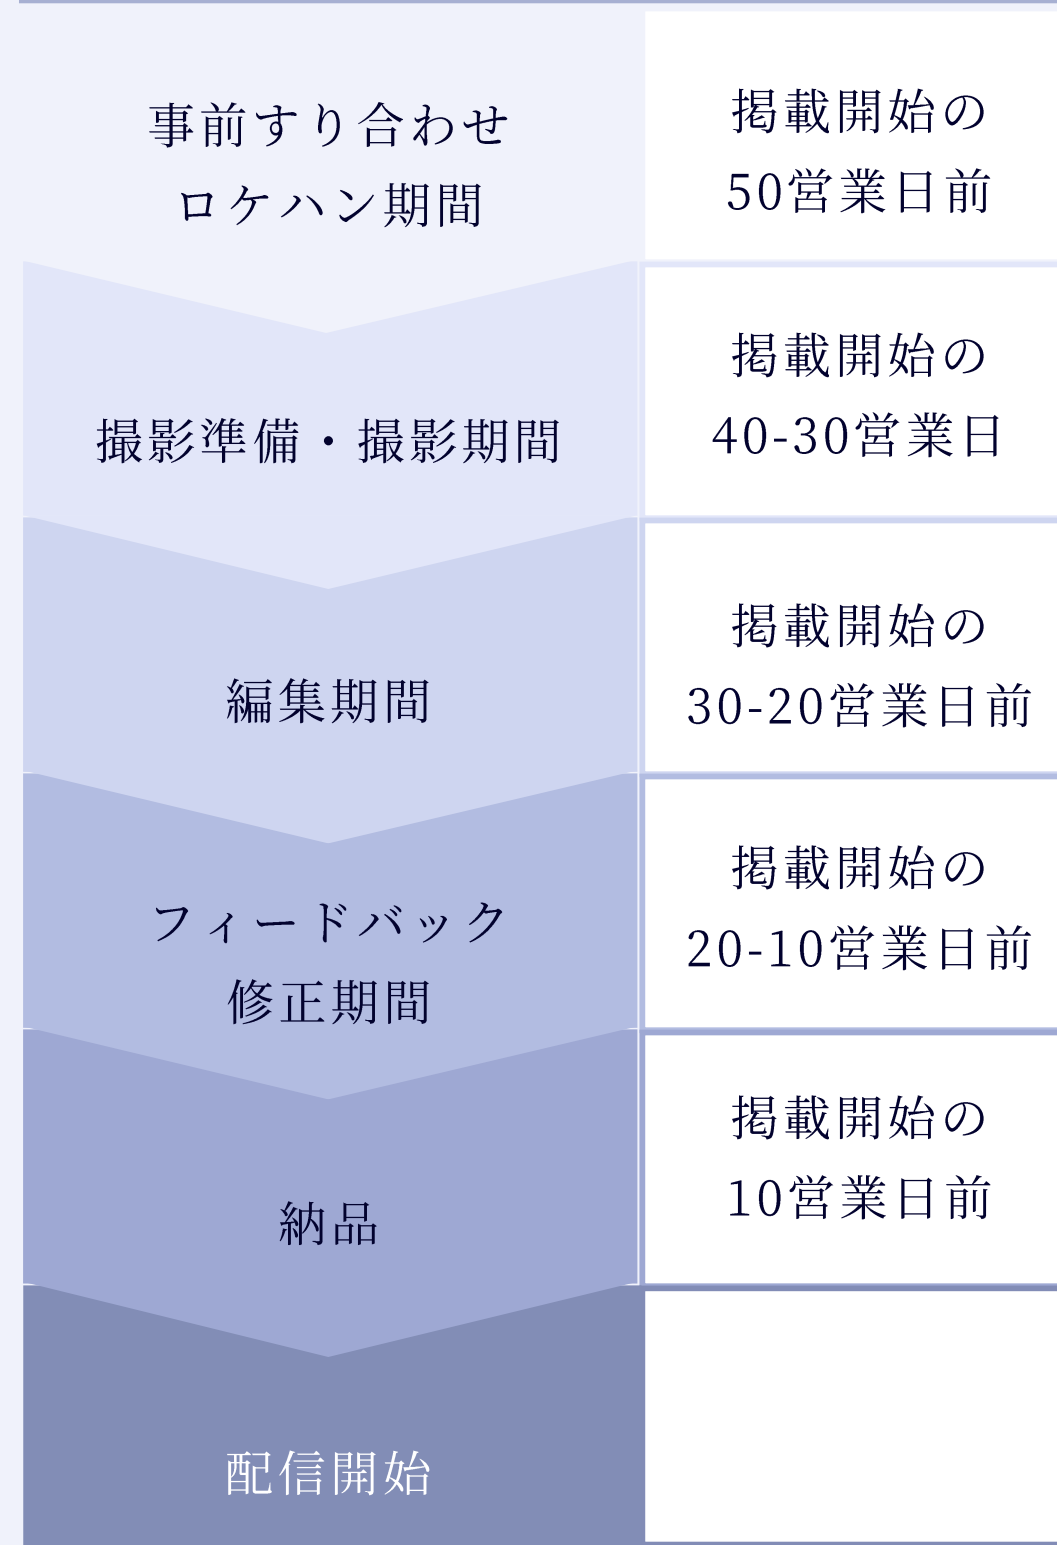 事前すり合わせ
ロケハン期間
掲載開始の
50営業日前
撮影準備・撮影期間
掲載開始の
40-30営業日
編集期間
掲載開始の
30-20営業日前
フィードバック
修正期間
掲載開始の
20-10営業日前
納品
掲載開始の
10営業日前
配信開始